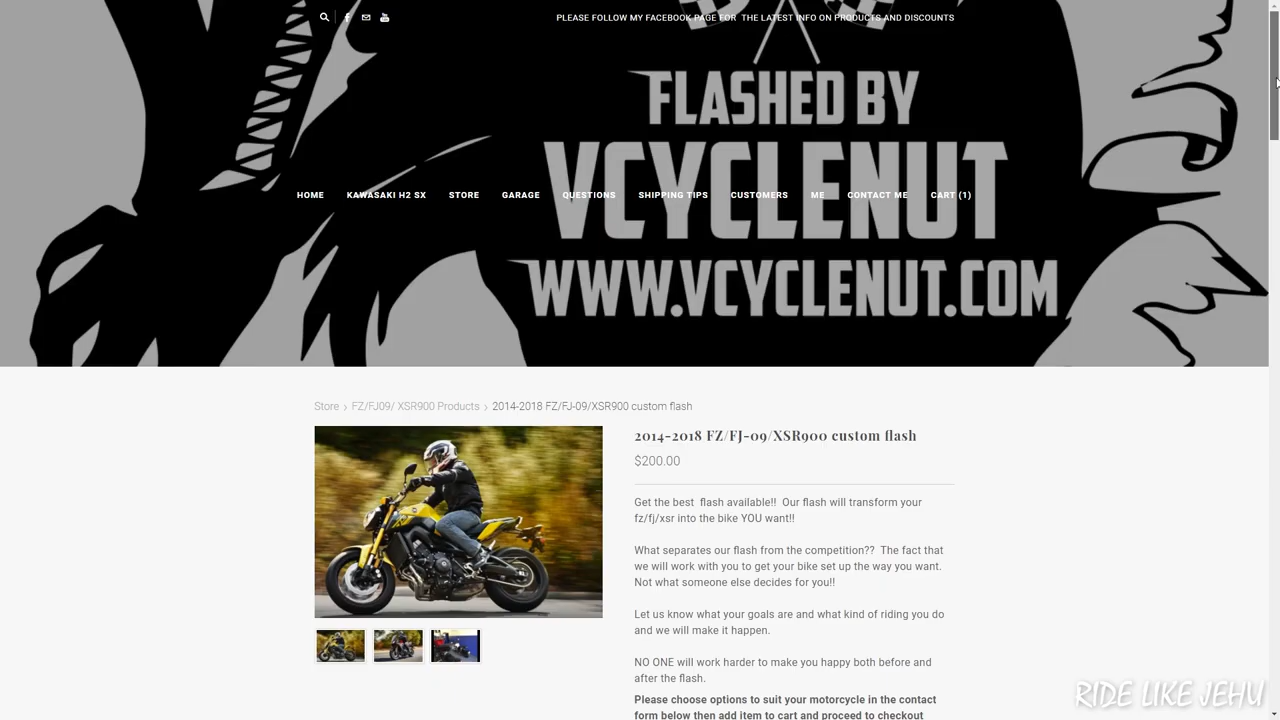 PLEASE FOLLOW MY FACEBOOK PAGE FOR THE LATEST INFO ON PRODUCTS AND DISCOUNTS
FLASHED BY
VCYCLENUT
HOME KAWASAKI H2 SX STORE GARAGE QUESTIONS SHIPPING TIPS CUSTOMERS ME CONTACT ME CART (1)
WWW.VCYCLENUT.COM
Store › FZ/FJ09/ XSR900 Products › 2014-2018 FZ/FJ-09/XSR900 custom flash
2014-2018 FZ/FJ-09/XSR900 custom flash
$200.00
Get the best flash available!! Our flash will transform your
fz/fj/xsr into the bike YOU want!!
What separates our flash from the competition?? The fact that
we will work with you to get your bike set up the way you want.
Not what someone else decides for you!!
Let us know what your goals are and what kind of riding you do
and we will make it happen.
NO ONE will work harder to make you happy both before and
after the flash.
Please choose options to suit your motorcycle in the contact
form below then add item to cart and proceed to checkout
RIDE LIKE JEHU